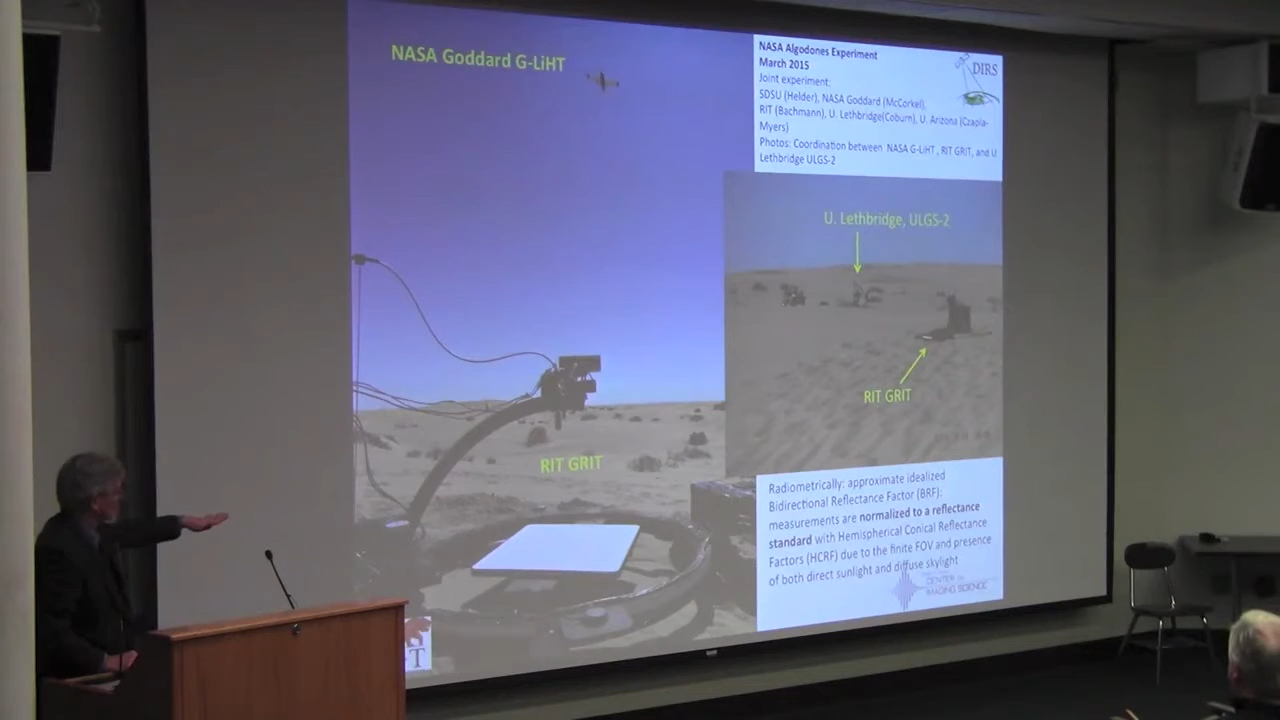 NASA Goddard G-LiHT
NASA Algodones Experiment
March 2015
Joint experiment:
SDSU (Helder), NASA Goddard (McCorkel),
RIT (Bachmann), U. Lethbridge(Coburn), U. Arizona (Czapla-
Myers)
Photos: Coordination between NASA G-LiHT , RIT GRIT, and U
Lethbridge ULGS-2
DIRS
U. Lethbridge, ULGS-2
RIT GRIT
RIT GRIT
Radiometrically: approximate idealized
Bidirectional Reflectance Factor (BRF):
measurements are normalized to a reflectance
standard with Hemispherical Conical Reflectance
Factors (HCRF) due to the finite FOV and presence
of both direct sunlight and diffuse skylight
CENTER for
IMAGING SCIENCE